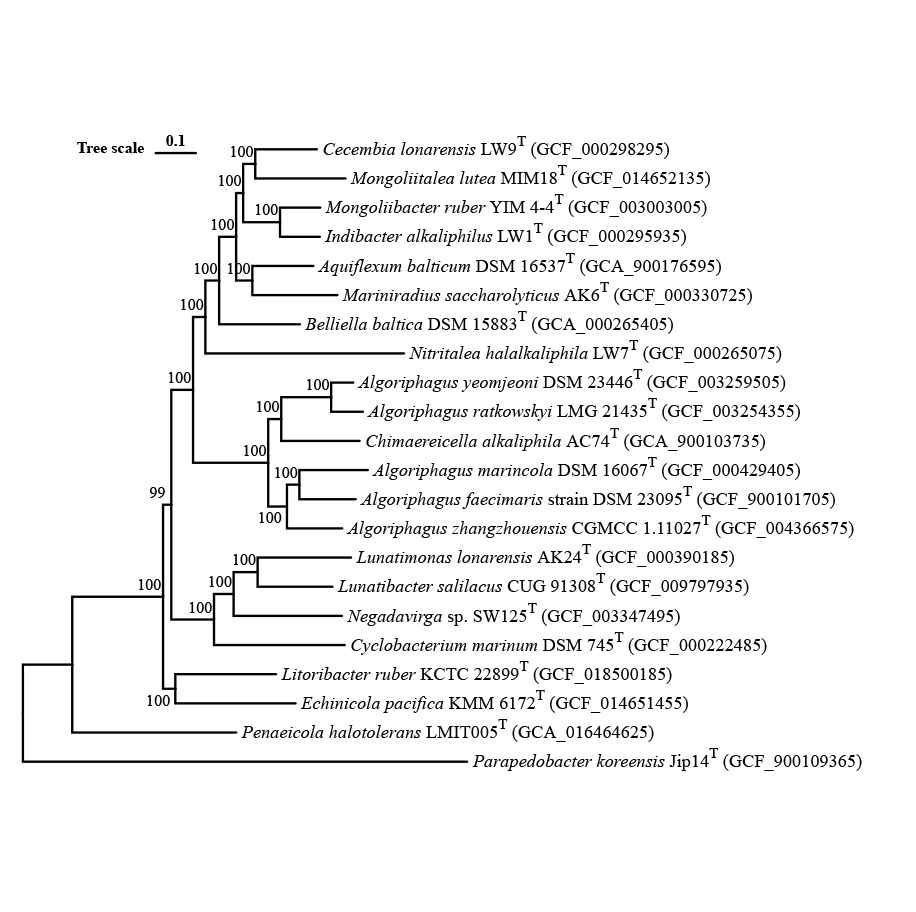 Tree scale 0.1
100 Cecembia lonarensis LW9T (GCF_000298295)
Mongoliitalea lutea MIM18T (GCF_014652135)
100
100 Mongoliibacter ruber YIM 4-4T (GCF_003003005)
100 Indibacter alkaliphilus LW1T (GCF_000295935)
100 100 Aquiflexum balticum DSM 16537T (GCA_900176595)
Mariniradius saccharolyticus AK6T (GCF_000330725)
100
Belliella baltica DSM 15883T (GCA_000265405)
Nitritalea halalkaliphila LW7T (GCF_000265075)
100 100 Algoriphagus yeomjeoni DSM 23446T (GCF_003259505)
100 Algoriphagus ratkowskyi LMG 21435T (GCF_003254355)
Chimaereicella alkaliphila AC74T (GCA_900103735)
100
100 Algoriphagus marincola DSM 16067T (GCF_000429405)
99 Algoriphagus faecimaris strain DSM 23095T (GCF_900101705)
100 Algoriphagus zhangzhouensis CGMCC 1.11027T (GCF_004366575)
100 Lunatimonas lonarensis AK24T (GCF_000390185)
100 100 Lunatibacter salilacus CUG 91308T (GCF_009797935)
100 Negadavirga sp. SW125T (GCF_003347495)
Cyclobacterium marinum DSM 745T (GCF_000222485)
Litoribacter ruber KCTC 22899T (GCF_018500185)
100 Echinicola pacifica KMM 6172T (GCF_014651455)
Penaeicola halotolerans LMIT005T (GCA_016464625)
Parapedobacter koreensis Jip14T (GCF_900109365)